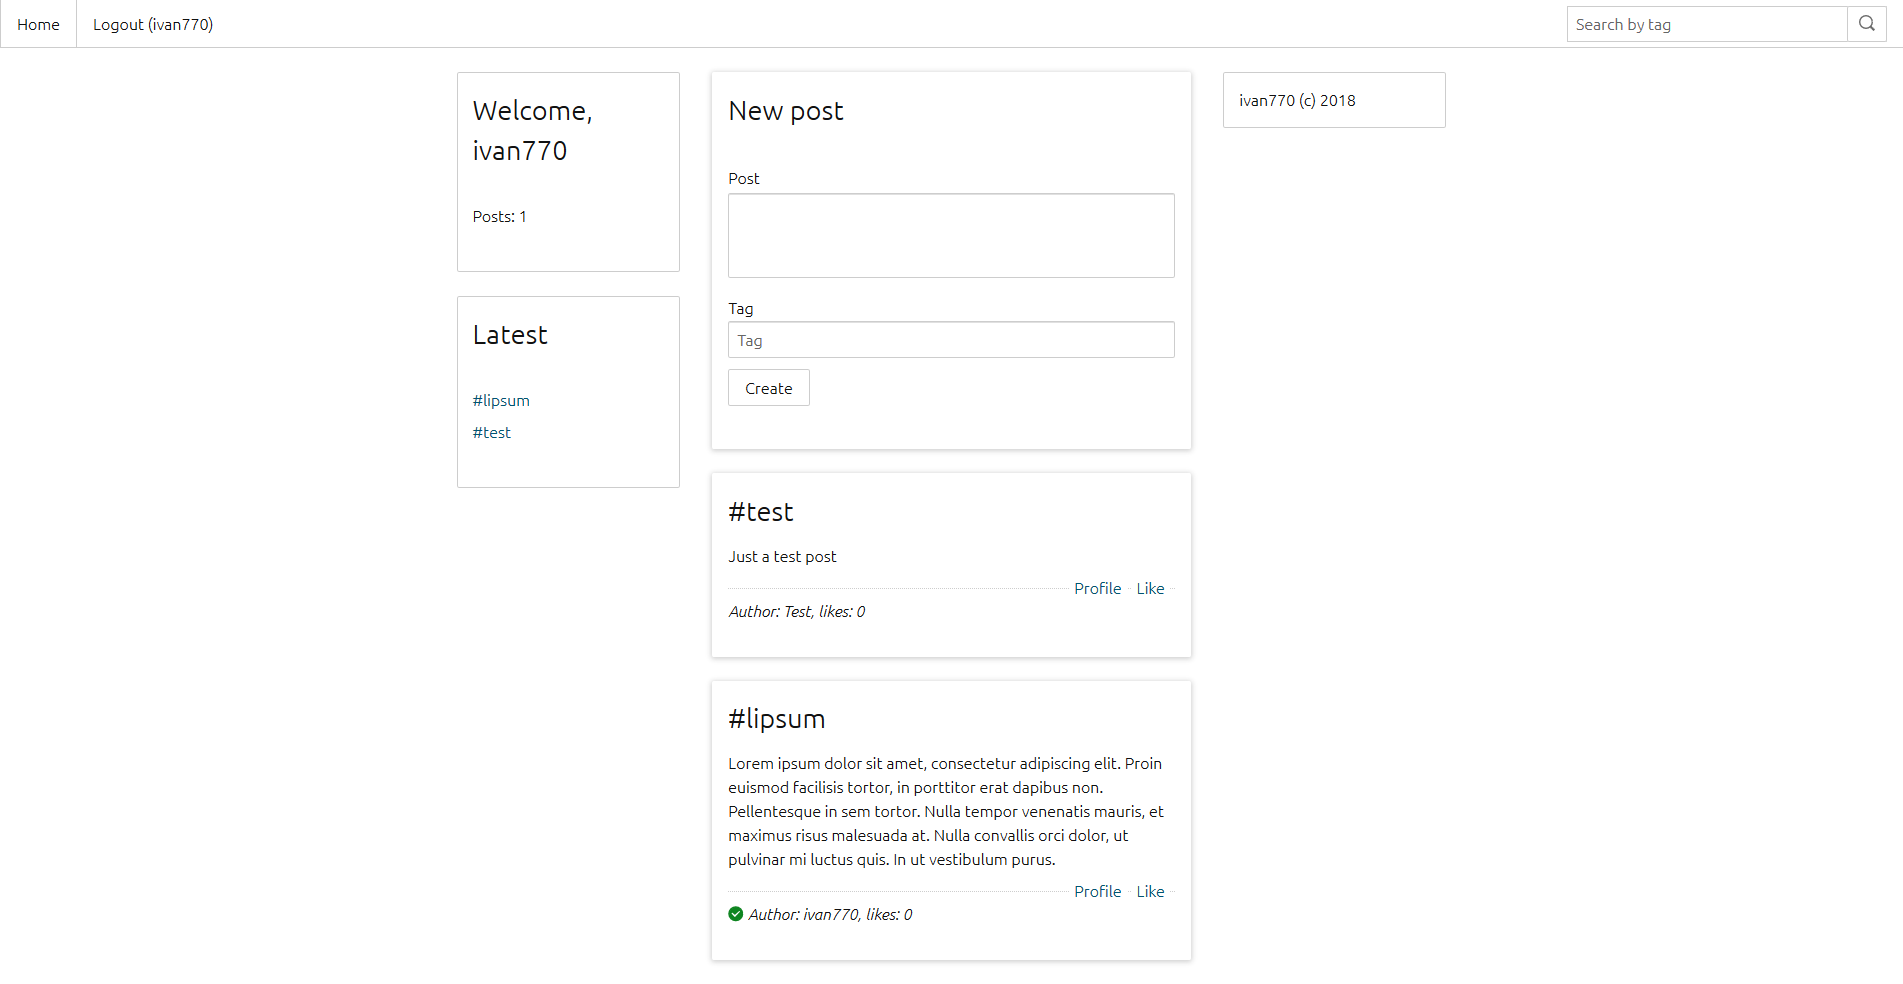 Home
Logout (ivan770)
Search by tag
Welcome,
ivan770
Posts: 1
Latest
#lipsum
#test
New post
Post
Tag
Tag
Create
#test
Just a test post
Profile
Like
Author: Test, likes: 0
#lipsum
Lorem ipsum dolor sit amet, consectetur adipiscing elit. Proin
euismod facilisis tortor, in porttitor erat dapibus non.
Pellentesque in sem tortor. Nulla tempor venenatis mauris, et
maximus risus malesuada at. Nulla convallis orci dolor, ut
pulvinar mi luctus quis. In ut vestibulum purus.
Profile
Like
Author: ivan770, likes: 0
ivan770 (c) 2018